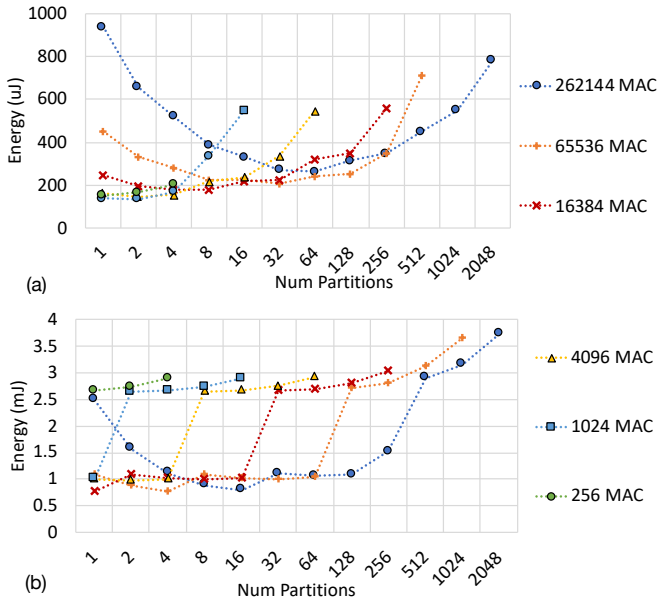 1000
800
600
400
200
0
Energy (uJ)
1 2 4 8 16 32 64 128 256 512 1024 2048
Num Partitions
(a)
262144 MAC
65536 MAC
16384 MAC
4
3.5
3
2.5
2
1.5
1
0.5
0
Energy (mJ)
1 2 4 8 16 32 64 128 256 512 1024 2048
Num Partitions
(b)
4096 MAC
1024 MAC
256 MAC